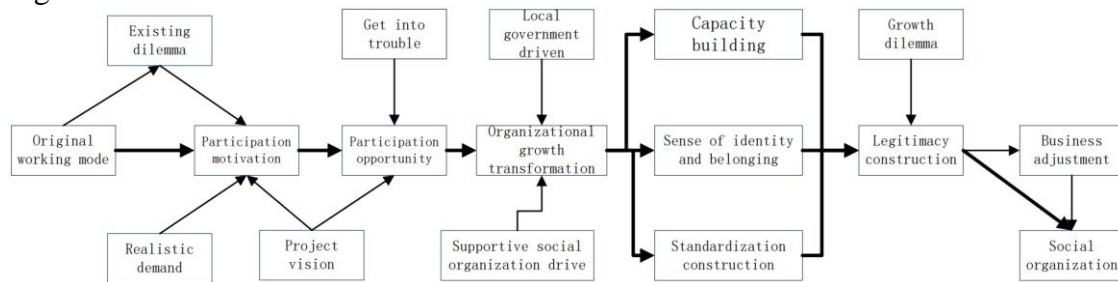 Existing
dilemma
Get into
trouble
Local
government
driven
Capacity
building
Growth
dilemma
Original
working mode
Participation
motivation
Participation
opportunity
Organizational
growth
transformation
Sense of identity
and belonging
Legitimacy
construction
Business
adjustment
Realistic
demand
Project
vision
Supportive social
organization drive
Standardization
construction
Social
organization